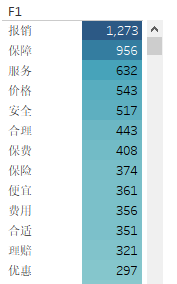 F1
报销 1,273
保障 956
服务 632
价格 543
安全 517
合理 443
保费 408
保险 374
便宜 361
费用 356
合适 351
理赔 321
优惠 297